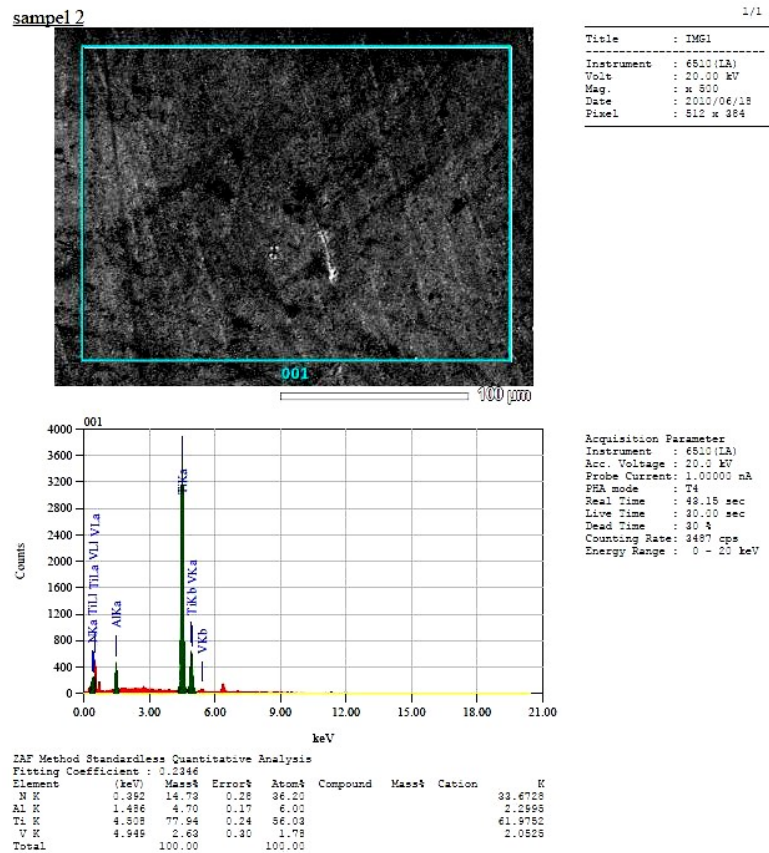 sampel 2
1/1
Title : IMG1
Instrument : 6510(LA)
Volt : 20.00 kV
Mag. : x 500
Date : 2010/06/18
Pixel : 512 x 384
001
100 µm
Acquisition Parameter
Instrument : 6510(LA)
Acc. Voltage : 20.0 kV
Probe Current: 1.00000 nA
PHA mode : T4
Real Time : 43.15 sec
Live Time : 30.00 sec
Dead Time : 30 %
Counting Rate: 3487 cps
Energy Range : 0 - 20 keV
001
Counts
4000
3600
3200
2800
2400
2000
1600
1200
800
400
0
NKa TiLl TiLa VLl VLa
AlKa
TiKa
TiKb VKa
VKb
0.00 3.00 6.00 9.00 12.00 15.00 18.00 21.00
keV
ZAF Method Standardless Quantitative Analysis
Fitting Coefficient : 0.2346
Element (keV) Mass% Error% Atom% Compound Mass% Cation K
N K 0.392 14.73 0.28 36.20 33.6728
Al K 1.486 4.70 0.17 6.00 2.2995
Ti K 4.508 77.94 0.24 56.03 61.9752
V K 4.949 2.63 0.30 1.78 2.0525
Total 100.00 100.00